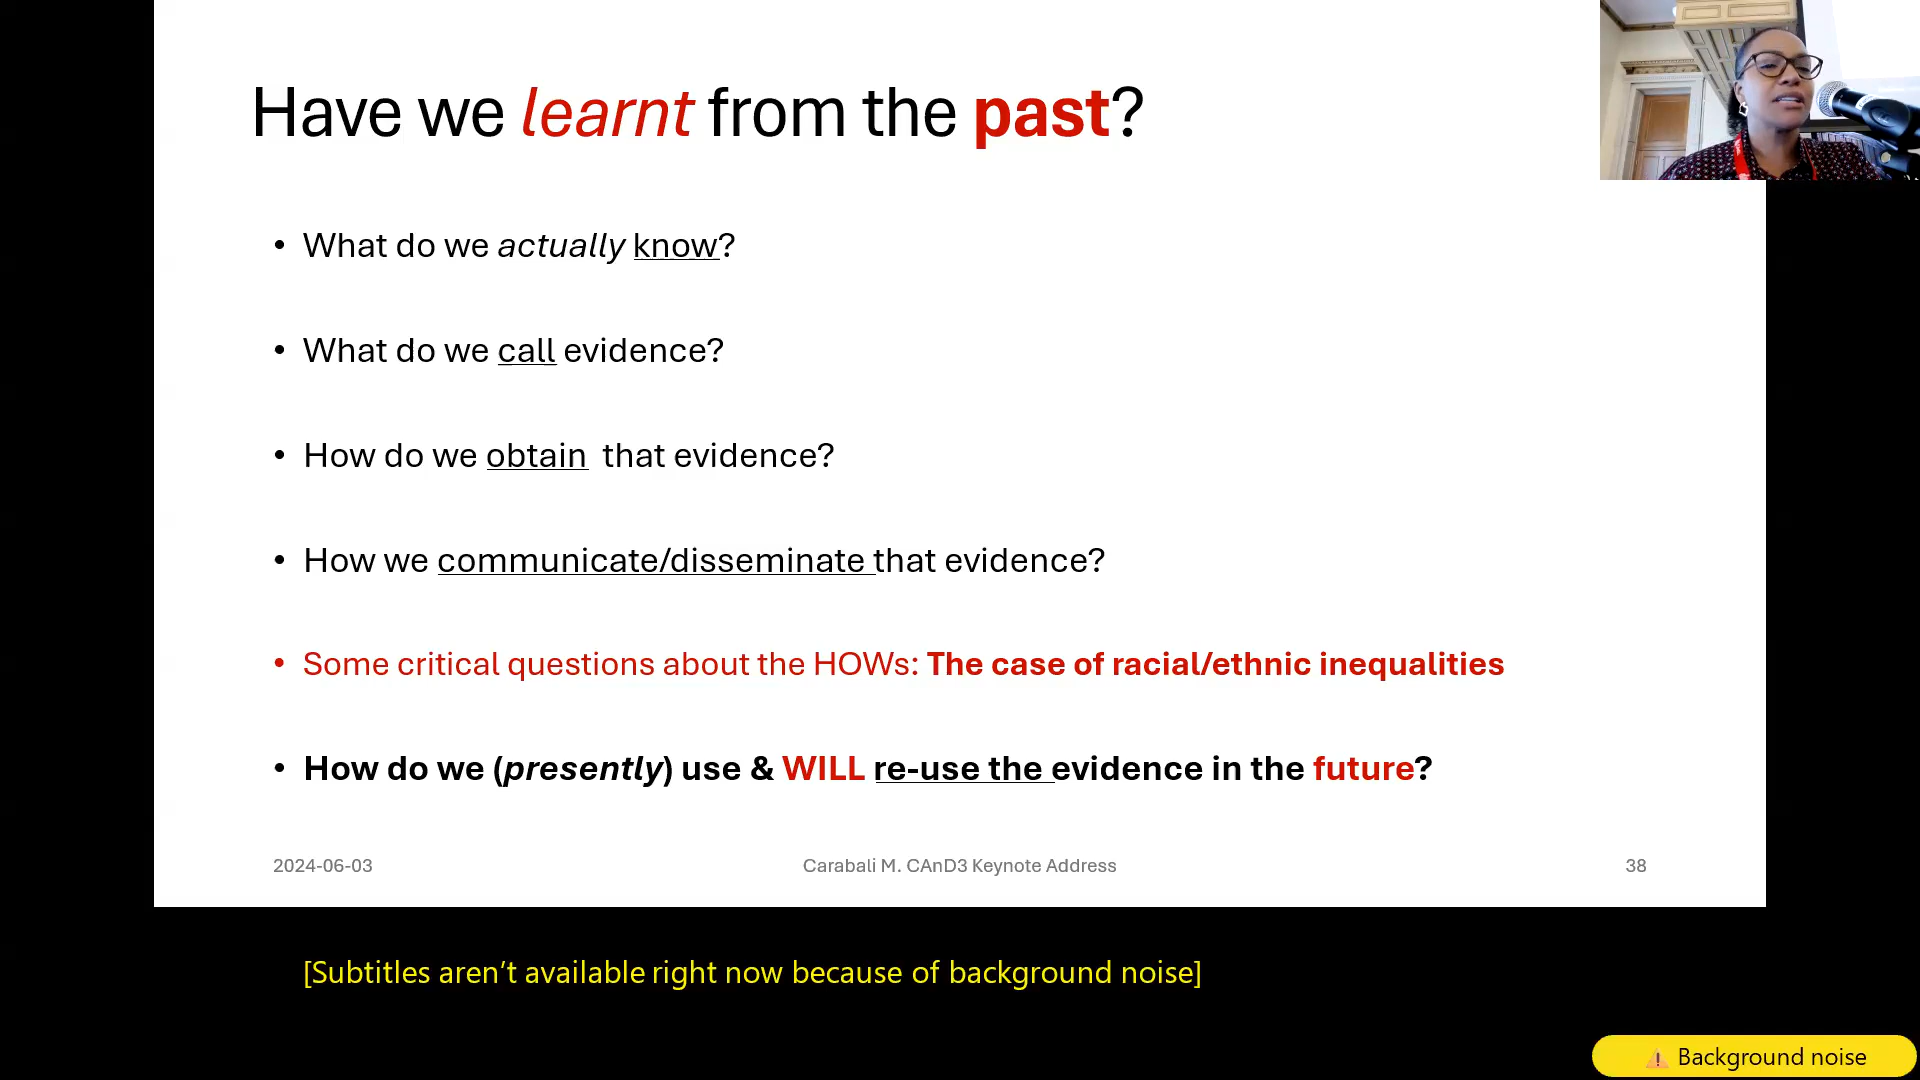 Have we learnt from the past?
• What do we actually know?
• What do we call evidence?
• How do we obtain that evidence?
• How we communicate/disseminate that evidence?
• Some critical questions about the HOWs: The case of racial/ethnic inequalities
• How do we (presently) use & WILL re-use the evidence in the future?
2024-06-03
Carabali M. CAnD3 Keynote Address
38
[Subtitles aren’t available right now because of background noise]
⚠ Background noise